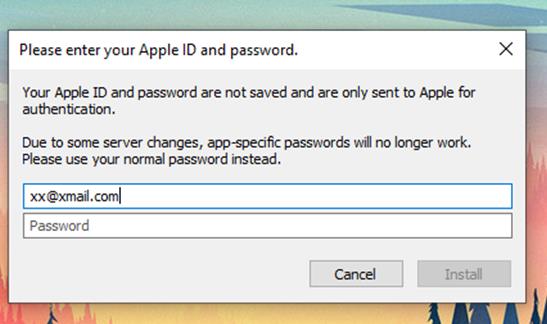 Please enter your Apple ID and password.
Your Apple ID and password are not saved and are only sent to Apple for
authentication.
Due to some server changes, app-specific passwords will no longer work.
Please use your normal password instead.
xx@xmail.com
Password
Cancel
Install